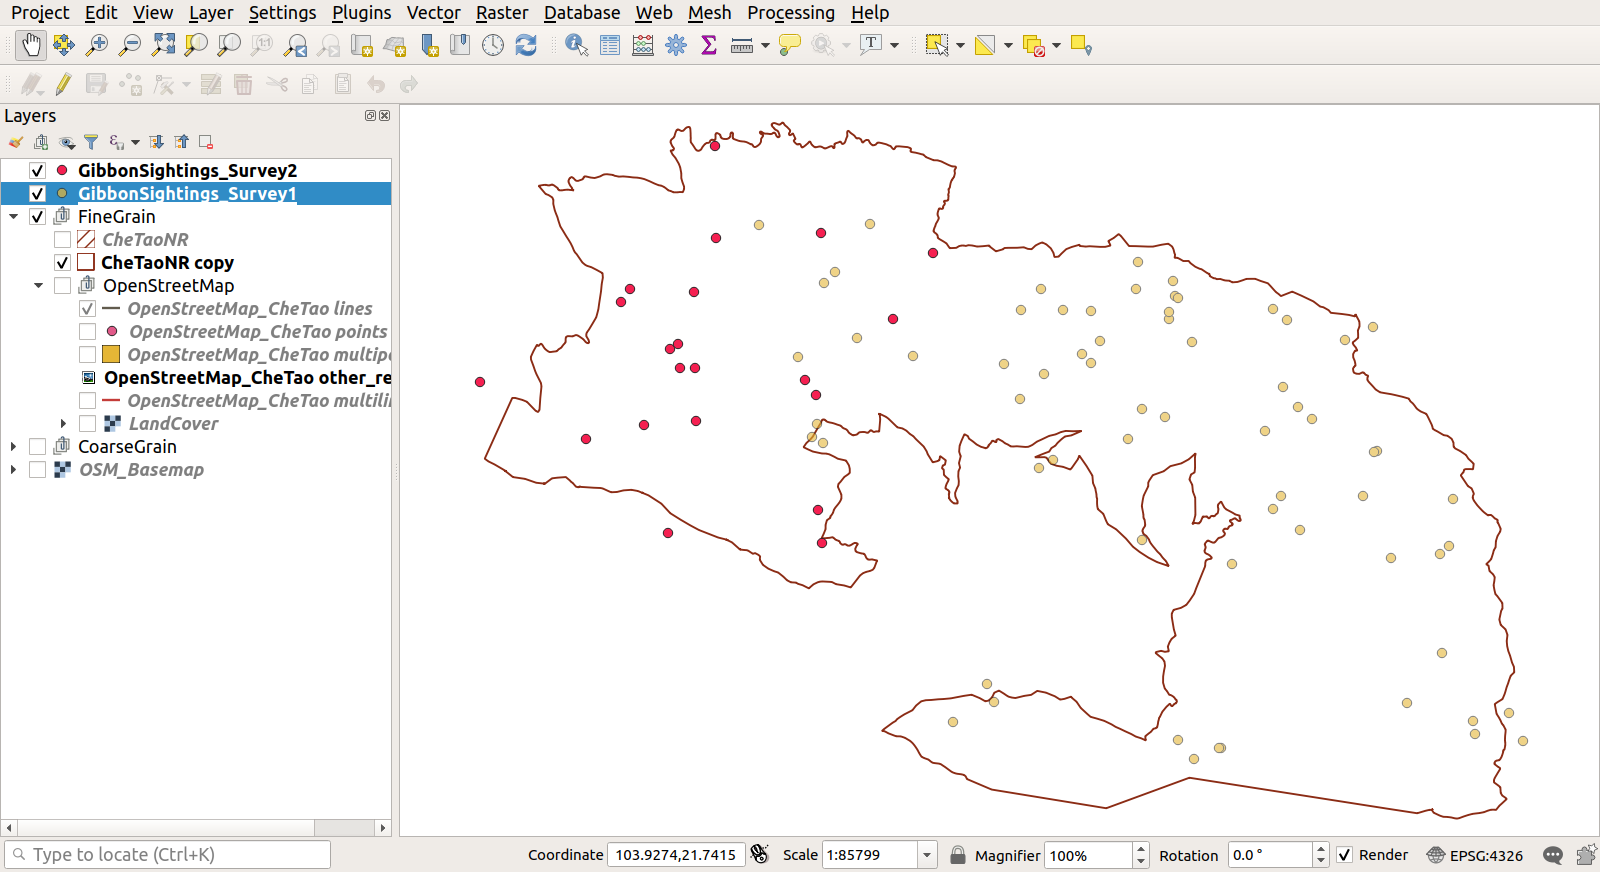 Project Edit View Layer Settings Plugins Vector Raster Database Web Mesh Processing Help
Layers
GibbonSightings_Survey2
GibbonSightings_Survey1
FineGrain
CheTaoNR
CheTaoNR copy
OpenStreetMap
OpenStreetMap_CheTao lines
OpenStreetMap_CheTao points
OpenStreetMap_CheTao multip
OpenStreetMap_CheTao other_re
OpenStreetMap_CheTao multili
LandCover
CoarseGrain
OSM_Basemap
Type to locate (Ctrl+K) Coordinate 103.9274,21.7415 Scale 1:85799 Magnifier 100% Rotation 0.0 ° Render EPSG:4326